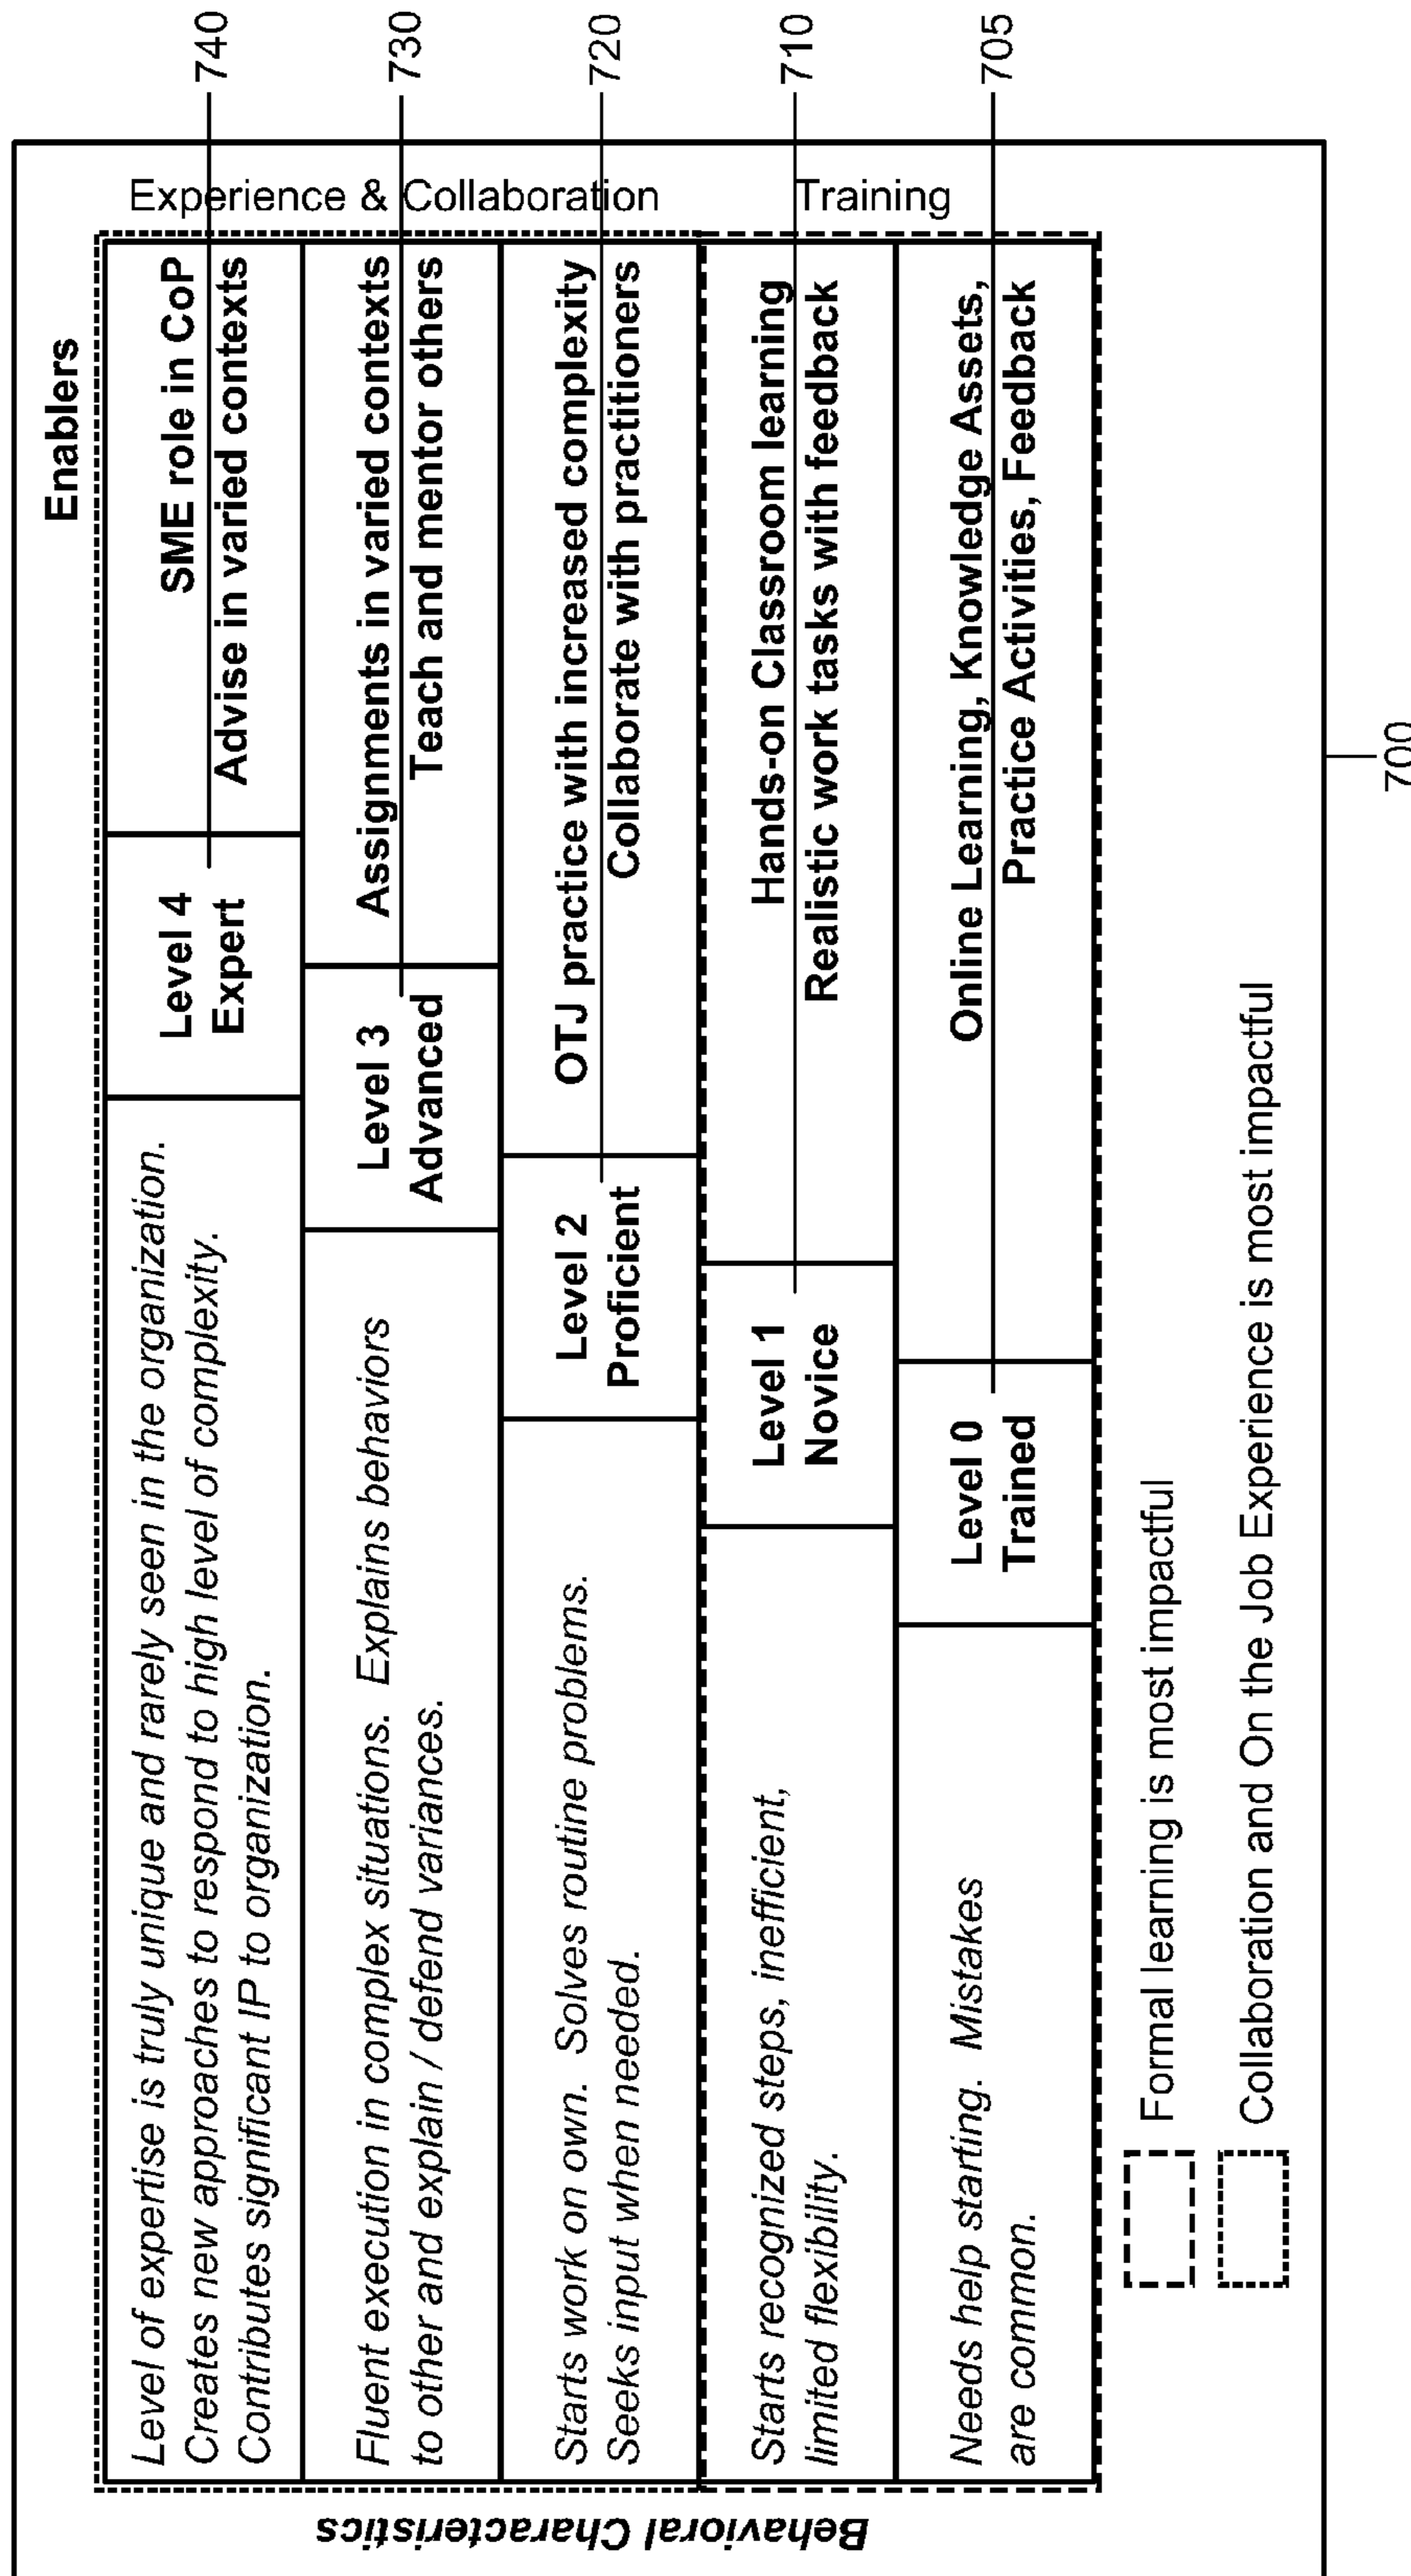 Enablers
Behavioral Characteristics
Level of expertise is truly unique and rarely seen in the organization.
Creates new approaches to respond to high level of complexity.
Contributes significant IP to organization.
Level 4
Expert
SME role in CoP
Advise in varied contexts
740
Fluent execution in complex situations. Explains behaviors
to other and explain / defend variances.
Level 3
Advanced
Assignments in varied contexts
Teach and mentor others
730
Experience & Collaboration
Starts work on own. Solves routine problems.
Seeks input when needed.
Level 2
Proficient
OTJ practice with increased complexity
Collaborate with practitioners
720
Starts recognized steps, inefficient,
limited flexibility.
Level 1
Novice
Hands-on Classroom learning
Realistic work tasks with feedback
710
Training
Needs help starting. Mistakes
are common.
Level 0
Trained
Online Learning, Knowledge Assets,
Practice Activities, Feedback
705
Formal learning is most impactful
Collaboration and On the Job Experience is most impactful
700